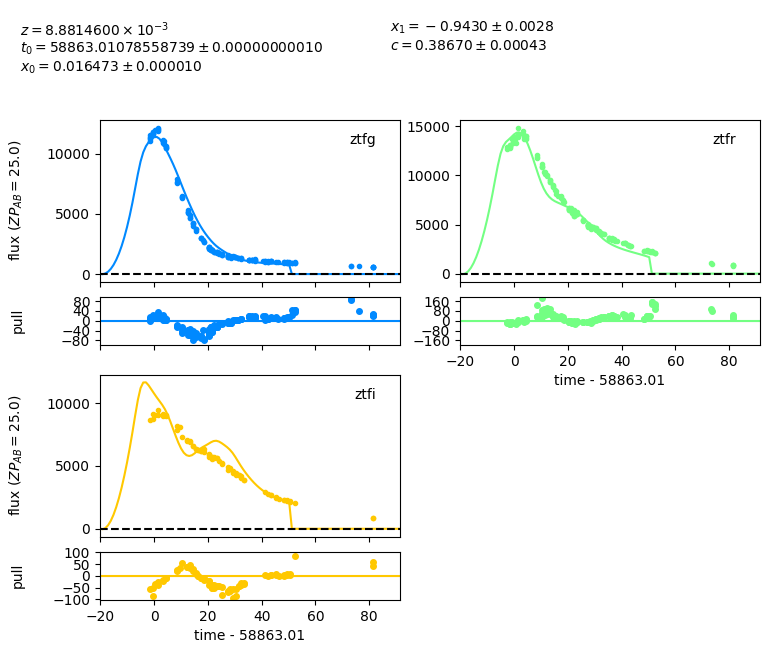 z = 8.8814600 × 10⁻³
t₀ = 58863.01078558739 ± 0.00000000010
x₀ = 0.016473 ± 0.000010
x₁ = −0.9430 ± 0.0028
c = 0.38670 ± 0.00043
flux (ZP_AB = 25.0)
10000
5000
0
ztfg
15000
10000
5000
0
ztfr
pull
80
40
0
−40
−80
160
80
0
−80
−160
−20 0 20 40 60 80
time - 58863.01
flux (ZP_AB = 25.0)
10000
5000
0
ztfi
pull
100
50
0
−50
−100
−20 0 20 40 60 80
time - 58863.01